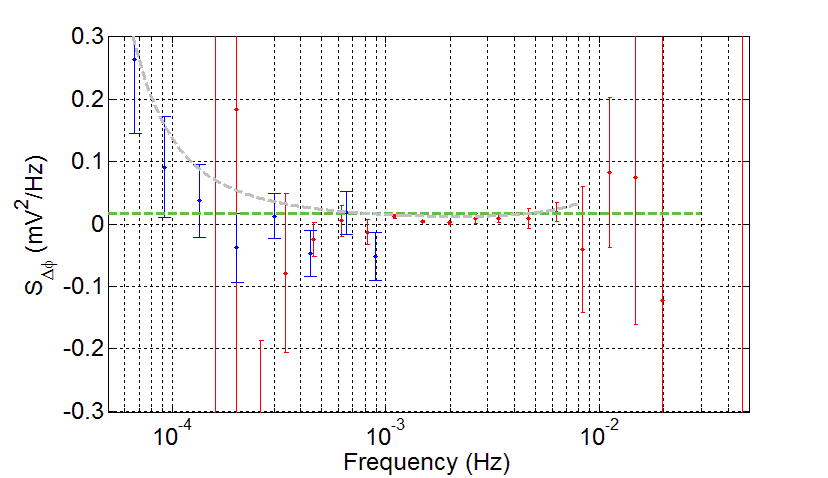 0.3
0.2
0.1
0
-0.1
-0.2
-0.3
S_Δϕ (mV²/Hz)
10⁻⁴ 10⁻³ 10⁻²
Frequency (Hz)